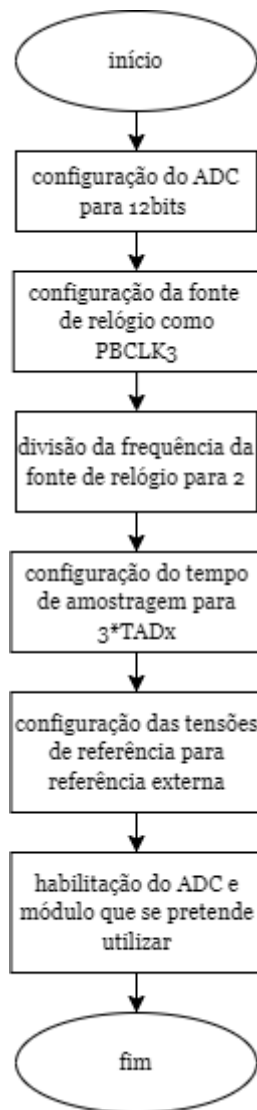 início
configuração do ADC
para 12bits
configuração da fonte
de relógio como
PBCLK3
divisão da frequência da
fonte de relógio para 2
configuração do tempo
de amostragem para
3*TADx
configuração das tensões
de referência para
referência externa
habilitação do ADC e
módulo que se pretende
utilizar
fim